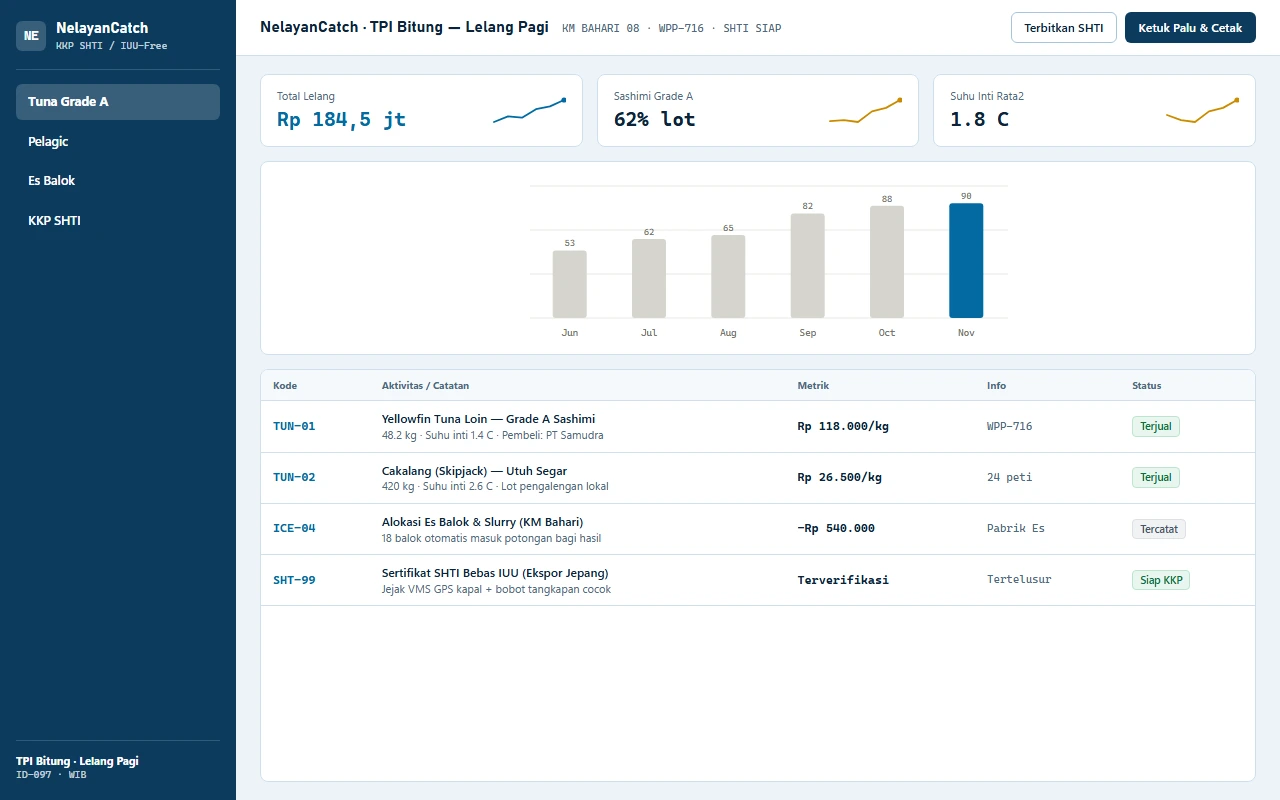 NE
NelayanCatch
KKP SHTI / IUU-Free
Tuna Grade A
Pelagic
Es Balok
KKP SHTI
TPI Bitung · Lelang Pagi
ID-097 · WIB
NelayanCatch · TPI Bitung — Lelang Pagi
KM BAHARI 08 · WPP-716 · SHTI SIAP
Terbitkan SHTI
Ketuk Palu & Cetak
Total Lelang
Rp 184,5 jt
Sashimi Grade A
62% lot
Suhu Inti Rata2
1.8 C
53
62
65
82
88
90
Jun
Jul
Aug
Sep
Oct
Nov
Kode
Aktivitas / Catatan
Metrik
Info
Status
TUN-01
Yellowfin Tuna Loin — Grade A Sashimi
48.2 kg · Suhu inti 1.4 C · Pembeli: PT Samudra
Rp 118.000/kg
WPP-716
Terjual
TUN-02
Cakalang (Skipjack) — Utuh Segar
420 kg · Suhu inti 2.6 C · Lot pengalengan lokal
Rp 26.500/kg
24 peti
Terjual
ICE-04
Alokasi Es Balok & Slurry (KM Bahari)
18 balok otomatis masuk potongan bagi hasil
-Rp 540.000
Pabrik Es
Tercatat
SHT-99
Sertifikat SHTI Bebas IUU (Ekspor Jepang)
Jejak VMS GPS kapal + bobot tangkapan cocok
Terverifikasi
Tertelusur
Siap KKP